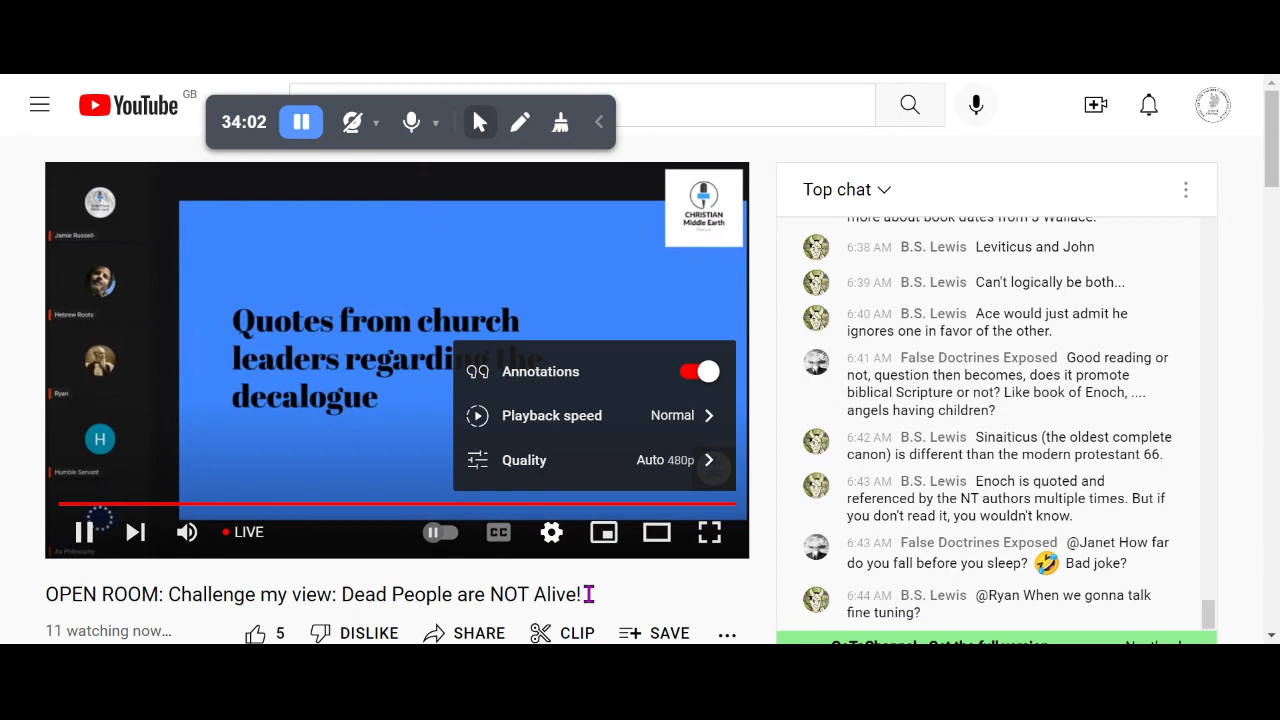 YouTube
GB
34:02
CHRISTIAN
Middle Earth
Podcast
Jamie Russell-
Hebrew Roots
Ryan
H
Humble Servant
Quotes from church
leaders regarding the
decalogue
Annotations
Playback speed Normal
Quality Auto 480p
LIVE
CC
OPEN ROOM: Challenge my view: Dead People are NOT Alive!
11 watching now...
5 DISLIKE SHARE CLIP SAVE
Top chat
more about book dates from J Wallace.
6:38 AM B.S. Lewis Leviticus and John
6:39 AM B.S. Lewis Can't logically be both...
6:40 AM B.S. Lewis Ace would just admit he
ignores one in favor of the other.
6:41 AM False Doctrines Exposed Good reading or
not, question then becomes, does it promote
biblical Scripture or not? Like book of Enoch, ....
angels having children?
6:42 AM B.S. Lewis Sinaiticus (the oldest complete
canon) is different than the modern protestant 66.
6:43 AM B.S. Lewis Enoch is quoted and
referenced by the NT authors multiple times. But if
you don't read it, you wouldn't know.
6:43 AM False Doctrines Exposed @Janet How far
do you fall before you sleep? 🤣 Bad joke?
6:44 AM B.S. Lewis @Ryan When we gonna talk
fine tuning?